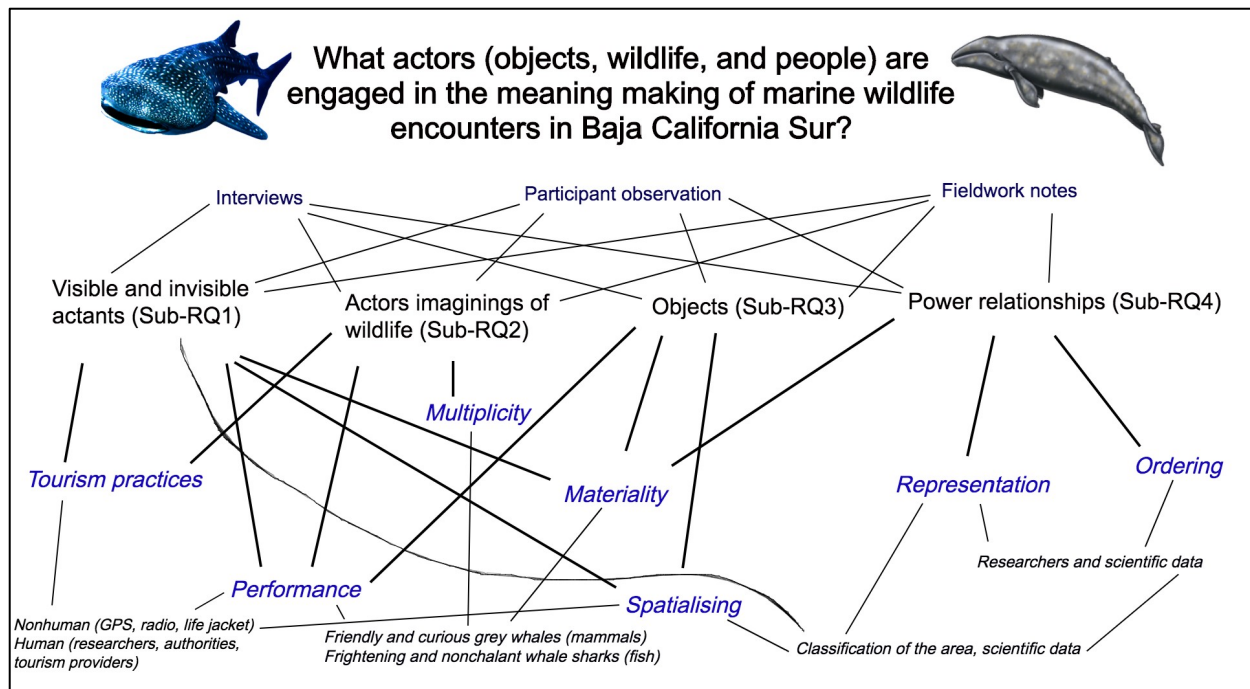 What actors (objects, wildlife, and people) are
engaged in the meaning making of marine wildlife
encounters in Baja California Sur?
Interviews
Participant observation
Fieldwork notes
Visible and invisible
actants (Sub-RQ1)
Actors imaginings of
wildlife (Sub-RQ2)
Objects (Sub-RQ3)
Power relationships (Sub-RQ4)
Multiplicity
Tourism practices
Materiality
Representation
Ordering
Researchers and scientific data
Performance
Spatialising
Nonhuman (GPS, radio, life jacket)
Human (researchers, authorities,
tourism providers)
Friendly and curious grey whales (mammals)
Frightening and nonchalant whale sharks (fish)
Classification of the area, scientific data